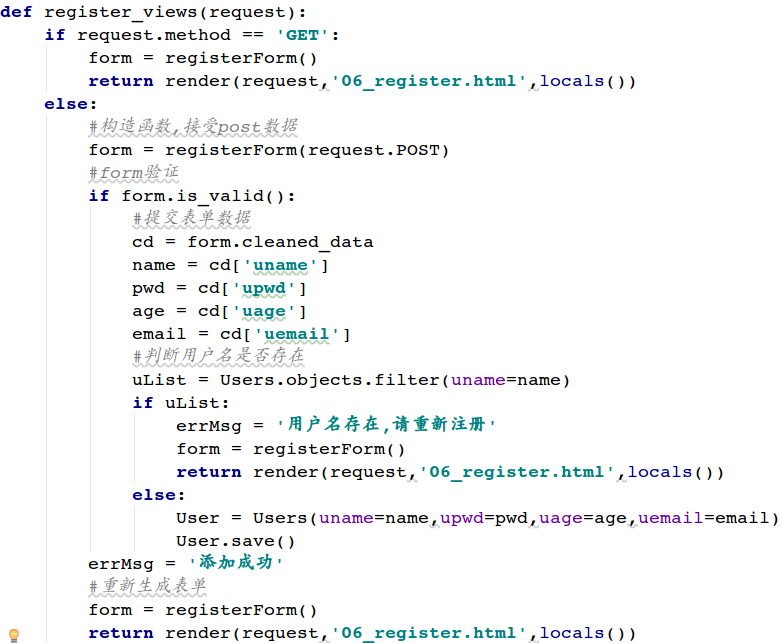 def register_views(request):
    if request.method == 'GET':
        form = registerForm()
        return render(request,'06_register.html',locals())
    else:
        #构造函数,接受post数据
        form = registerForm(request.POST)
        #form验证
        if form.is_valid():
            #提交表单数据
            cd = form.cleaned_data
            name = cd['uname']
            pwd = cd['upwd']
            age = cd['uage']
            email = cd['uemail']
            #判断用户名是否存在
            uList = Users.objects.filter(uname=name)
            if uList:
                errMsg = '用户名存在,请重新注册'
                form = registerForm()
                return render(request,'06_register.html',locals())
            else:
                User = Users(uname=name,upwd=pwd,uage=age,uemail=email)
                User.save()
        errMsg = '添加成功'
        #重新生成表单
        form = registerForm()
        return render(request,'06_register.html',locals())